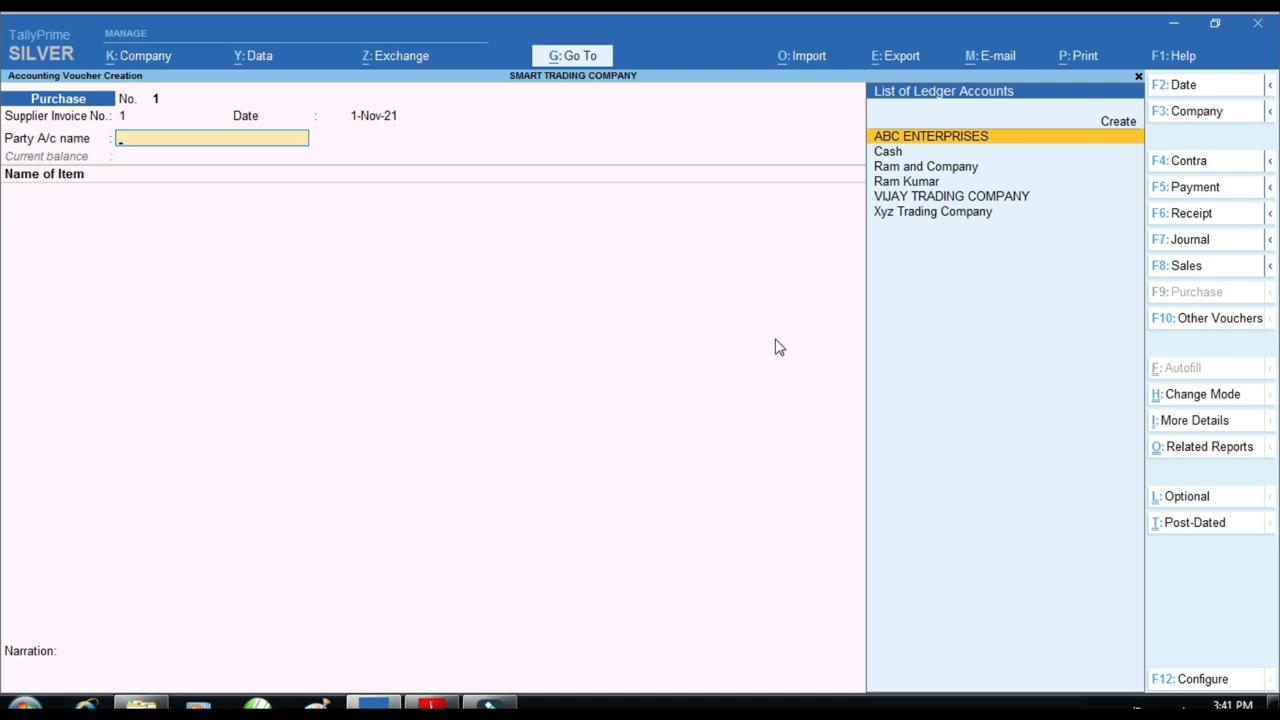 TallyPrime
SILVER
MANAGE
K: Company
Y: Data
Z: Exchange
G: Go To
O: Import
E: Export
M: E-mail
P: Print
F1: Help
Accounting Voucher Creation
SMART TRADING COMPANY
Purchase No. 1
Supplier Invoice No.: 1 Date : 1-Nov-21
Party A/c name :
Current balance :
Name of Item
Narration:
List of Ledger Accounts
Create
ABC ENTERPRISES
Cash
Ram and Company
Ram Kumar
VIJAY TRADING COMPANY
Xyz Trading Company
F2: Date
F3: Company
F4: Contra
F5: Payment
F6: Receipt
F7: Journal
F8: Sales
F9: Purchase
F10: Other Vouchers
F: Autofill
H: Change Mode
I: More Details
O: Related Reports
L: Optional
T: Post-Dated
F12: Configure
3:41 PM